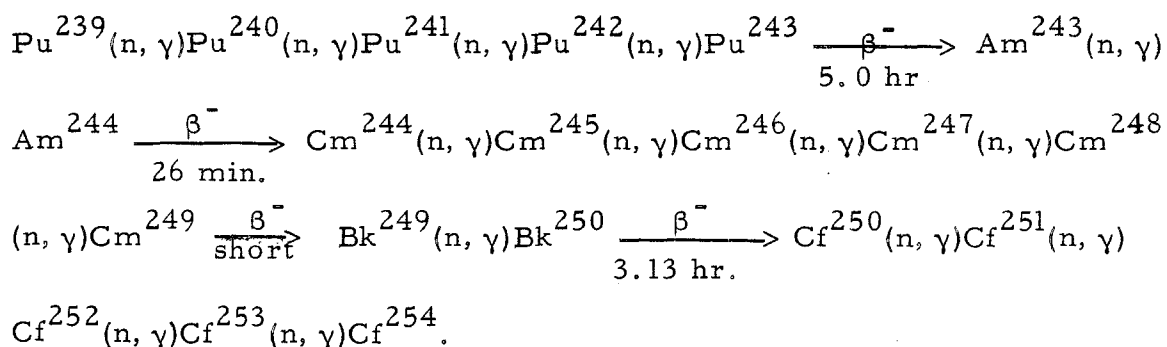 Pu²³⁹(n, γ)Pu²⁴⁰(n, γ)Pu²⁴¹(n, γ)Pu²⁴²(n, γ)Pu²⁴³ —β⁻→ 5.0 hr Am²⁴³(n, γ)
Am²⁴⁴ —β⁻→ 26 min. Cm²⁴⁴(n, γ)Cm²⁴⁵(n, γ)Cm²⁴⁶(n, γ)Cm²⁴⁷(n, γ)Cm²⁴⁸
(n, γ)Cm²⁴⁹ —β⁻→ short Bk²⁴⁹(n, γ)Bk²⁵⁰ —β⁻→ 3.13 hr. Cf²⁵⁰(n, γ)Cf²⁵¹(n, γ)
Cf²⁵²(n, γ)Cf²⁵³(n, γ)Cf²⁵⁴.